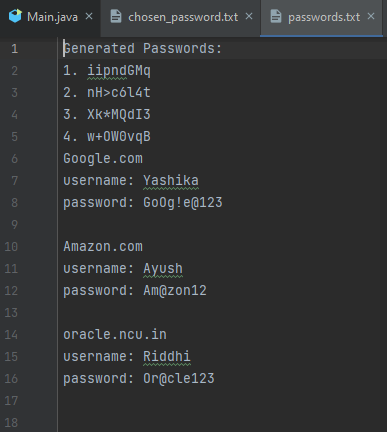 Main.java chosen_password.txt passwords.txt
1 Generated Passwords:
2 1. iipndGMq
3 2. nH>cól4t
4 3. Xk*MQdI3
5 4. w+OW0vqB
6 Google.com
7 username: Yashika
8 password: GoOg!e@123
9
10 Amazon.com
11 username: Ayush
12 password: Am@zon12
13
14 oracle.ncu.in
15 username: Riddhi
16 password: Or@cle123
17
18